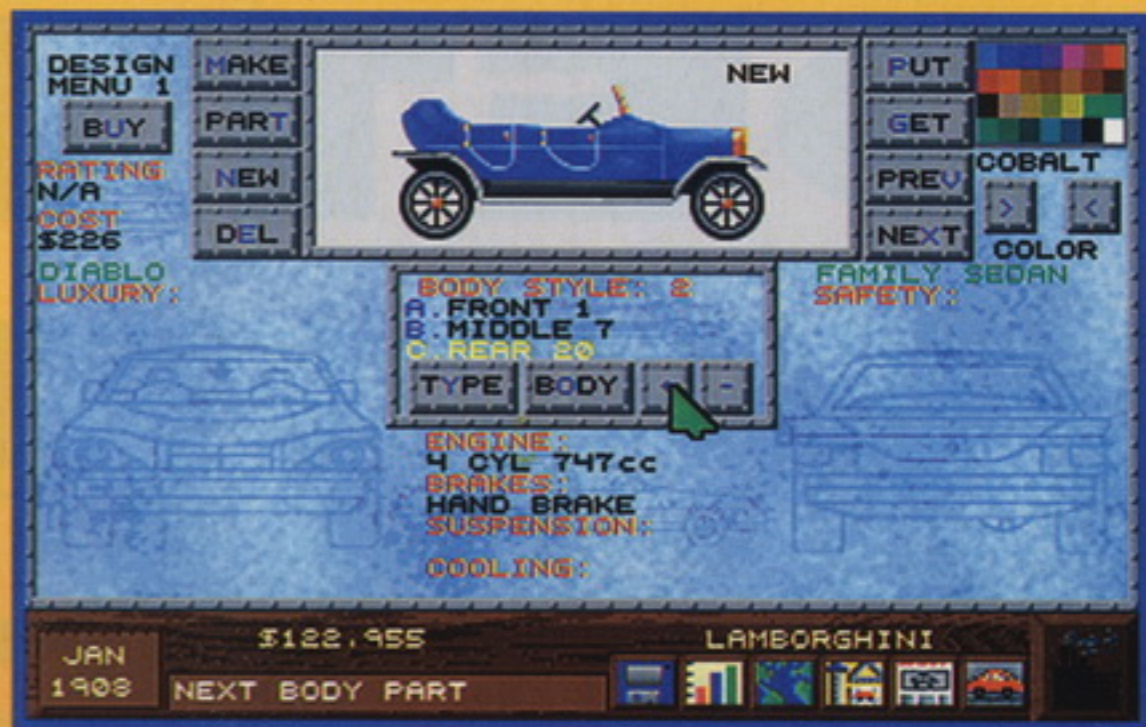 DESIGN
MENU 1
BUY
RATING
N/A
COST
$226
DIABLO
LUXURY:
MAKE
PART
NEW
DEL
NEW
PUT
GET
PREV
NEXT
COBALT
> <
COLOR
FAMILY SEDAN
SAFETY:
BODY STYLE: 2
A.FRONT 1
B.MIDDLE 7
C.REAR 20
TYPE BODY + -
ENGINE:
4 CYL 747cc
BRAKES:
HAND BRAKE
SUSPENSION:
COOLING:
JAN
1908
$122,955
LAMBORGHINI
NEXT BODY PART